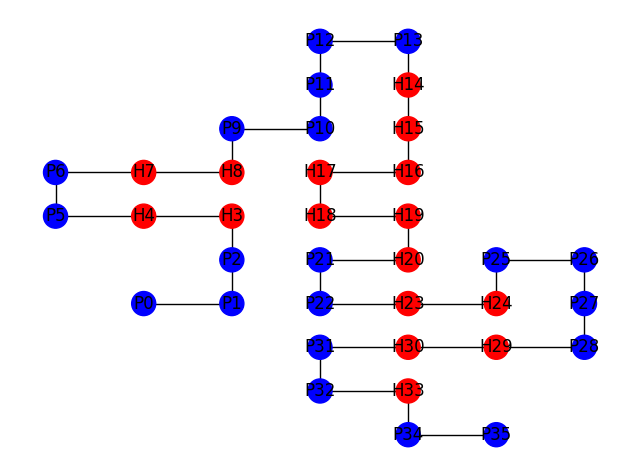 P12 P13
P11 H14
P9 P10 H15
P6 H7 H8 H17 H16
P5 H4 H3 H18 H19
P2 P21 H20 P25 P26
P0 P1 P22 H23 H24 P27
P31 H30 H29 P28
P32 H33
P34 P35